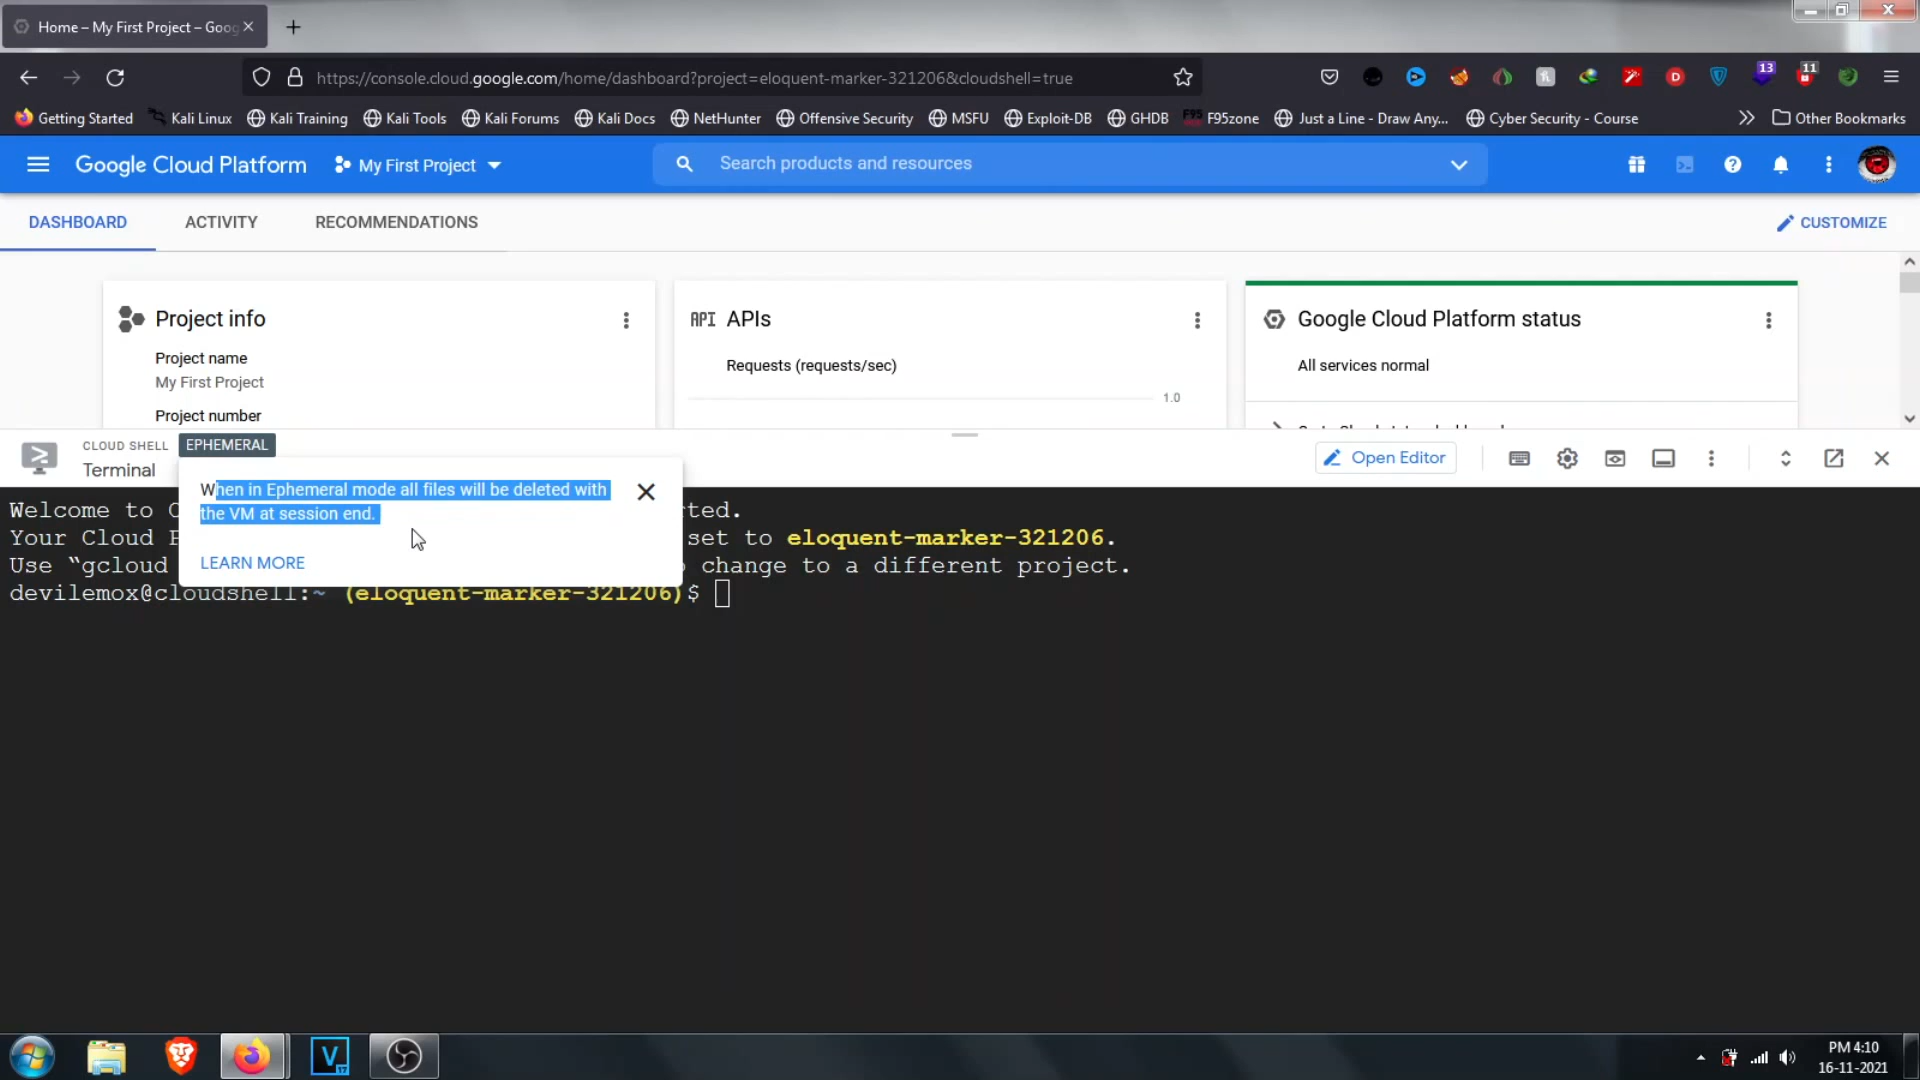 Home – My First Project – Goog
https://console.cloud.google.com/home/dashboard?project=eloquent-marker-321206&cloudshell=true
13
11
Getting Started
Kali Linux
Kali Training
Kali Tools
Kali Forums
Kali Docs
NetHunter
Offensive Security
MSFU
Exploit-DB
GHDB
F95zone
Just a Line - Draw Any...
Cyber Security - Course
Other Bookmarks
Google Cloud Platform
My First Project
Search products and resources
DASHBOARD
ACTIVITY
RECOMMENDATIONS
CUSTOMIZE
Project info
Project name
My First Project
Project number
API APIs
Requests (requests/sec)
1.0
Google Cloud Platform status
All services normal
CLOUD SHELL
Terminal
EPHEMERAL
Open Editor
When in Ephemeral mode all files will be deleted with
the VM at session end.
LEARN MORE
Welcome to C
Your Cloud set to eloquent-marker-321206.
Use “gcloud change to a different project.
devilemox@cloudshell:~ (eloquent-marker-321206)$
PM 4:10
16-11-2021